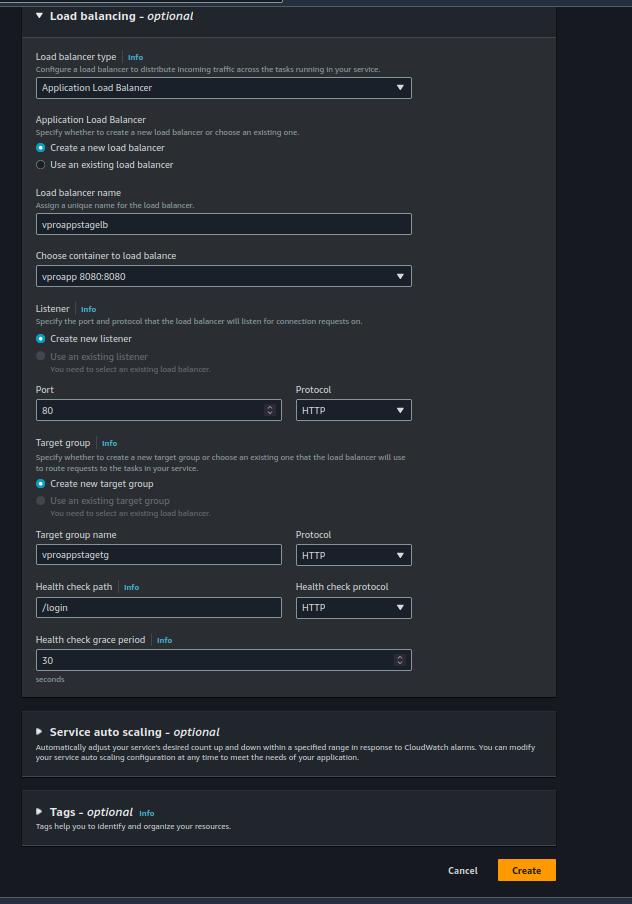 Load balancing - optional
Load balancer type Info
Configure a load balancer to distribute incoming traffic across the tasks running in your service.
Application Load Balancer
Application Load Balancer
Specify whether to create a new load balancer or choose an existing one.
Create a new load balancer
Use an existing load balancer
Load balancer name
Assign a unique name for the load balancer.
vproappstagelb
Choose container to load balance
vproapp 8080:8080
Listener Info
Specify the port and protocol that the load balancer will listen for connection requests on.
Create new listener
Use an existing listener
You need to select an existing load balancer.
Port Protocol
80 HTTP
Target group Info
Specify whether to create a new target group or choose an existing one that the load balancer will use
to route requests to the tasks in your service.
Create new target group
Use an existing target group
You need to select an existing load balancer.
Target group name Protocol
vproappstagetg HTTP
Health check path Info Health check protocol
/login HTTP
Health check grace period Info
30
seconds
Service auto scaling - optional
Automatically adjust your service's desired count up and down within a specified range in response to CloudWatch alarms. You can modify
your service auto scaling configuration at any time to meet the needs of your application.
Tags - optional Info
Tags help you to identify and organize your resources.
Cancel Create